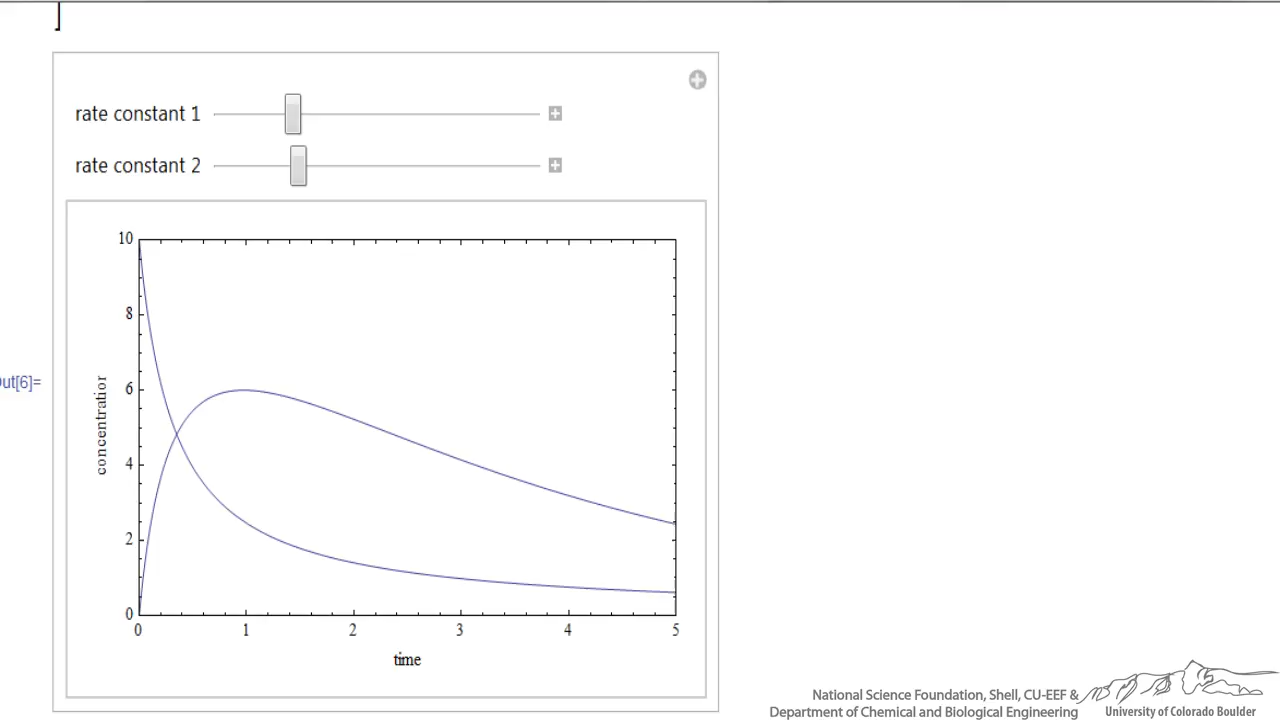 ]
rate constant 1
rate constant 2
Out[6]=
10
8
6
4
2
0
concentration
0 1 2 3 4 5
time
National Science Foundation, Shell, CU-EEF &
Department of Chemical and Biological Engineering
University of Colorado Boulder